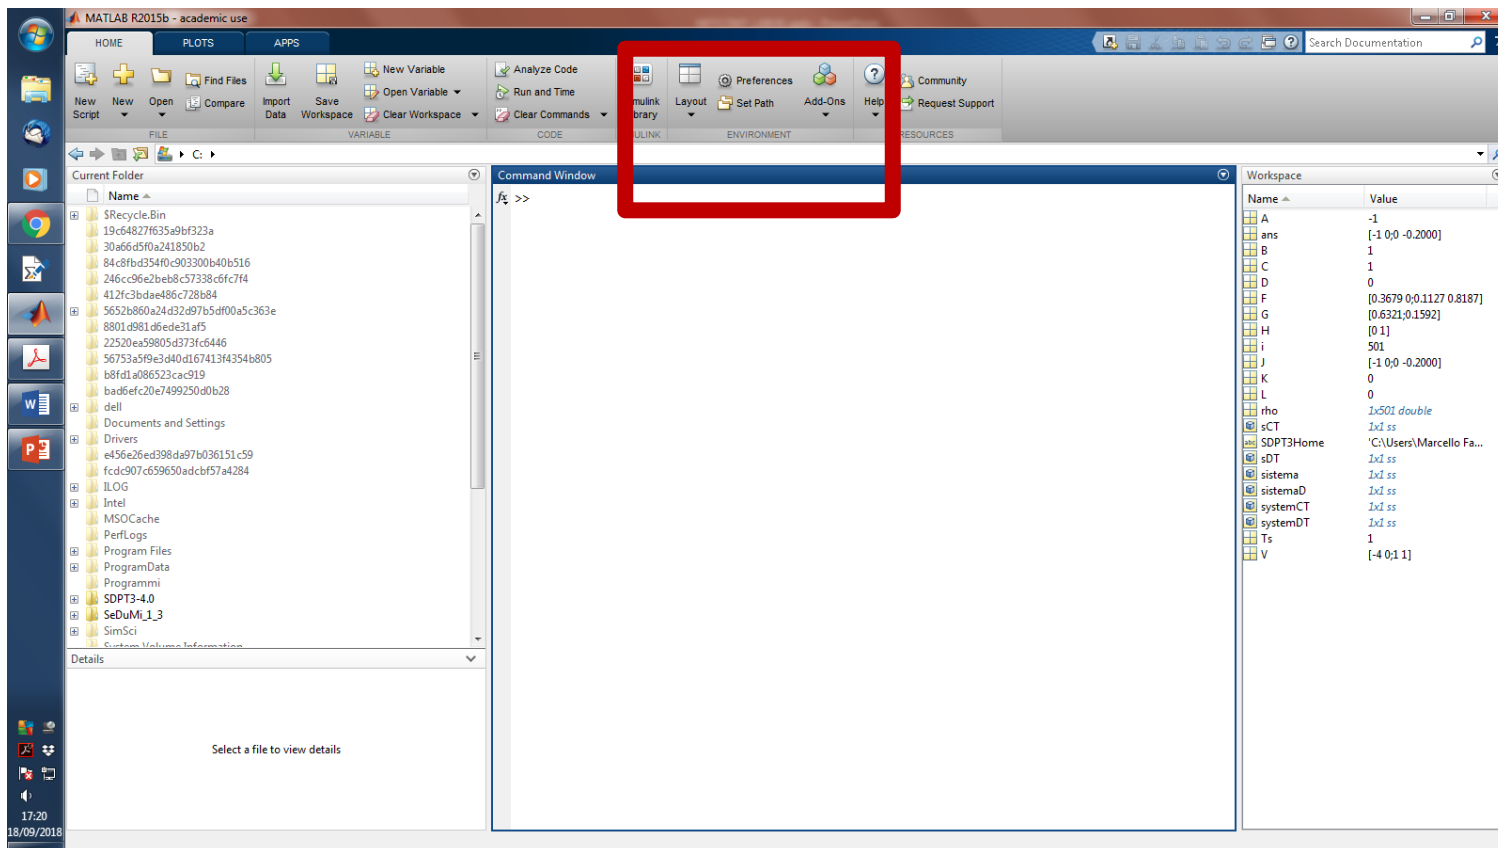 MATLAB R2015b - academic use
HOME PLOTS APPS
Search Documentation
New Script
New
Open
Find Files
Compare
Import Data
Save Workspace
New Variable
Open Variable
Clear Workspace
Analyze Code
Run and Time
Clear Commands
Layout
Preferences
Set Path
Add-Ons
Help
Community
Request Support
FILE VARIABLE CODE ENVIRONMENT RESOURCES
C:
Current Folder
Name
$Recycle.Bin
19c64827f635a9bf323a
30a66d5f0a241850b2
84c8fbd354f0c903300b40b516
246cc96e2beb8c57338c6fc7f4
412fc3bdae486c728b84
5652b860a24d32d97b5df00a5c363e
8801d981d6ede31af5
22520ea59805d373fc6446
56753a5f9e3d40d167413f4354b805
b8fd1a086523cac919
bad6efc20e7499250d0b28
dell
Documents and Settings
Drivers
e456e26ed398da97b036151c59
fcdc907c659650adcbf57a4284
ILOG
Intel
MSOCache
PerfLogs
Program Files
ProgramData
Programmi
SDPT3-4.0
SeDuMi_1_3
SimSci
System Volume Information
Details
Select a file to view details
Command Window
fx >>
Workspace
Name Value
A -1
ans [-1 0;0 -0.2000]
B 1
C 1
D 0
F [0.3679 0;0.1127 0.8187]
G [0.6321;0.1592]
H [0 1]
i 501
J [-1 0;0 -0.2000]
K 0
L 0
rho 1x501 double
sCT 1x1 ss
SDPT3Home 'C:\Users\Marcello Fa...
sDT 1x1 ss
sistema 1x1 ss
sistemaD 1x1 ss
systemCT 1x1 ss
systemDT 1x1 ss
Ts 1
V [-4 0;1 1]
17:20
18/09/2018